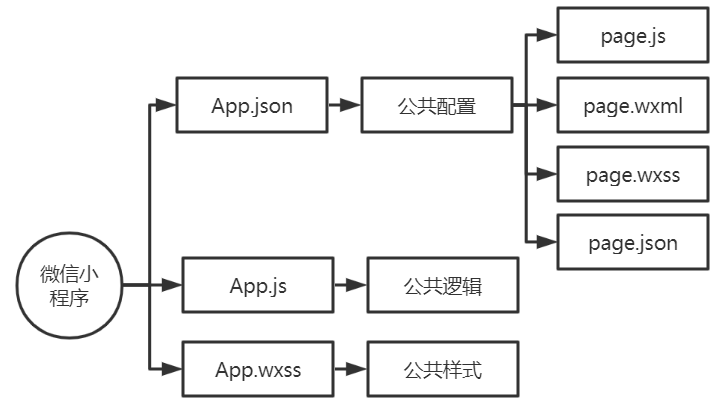 page.js
App.json
公共配置
page.wxml
page.wxss
page.json
微信小
程序
App.js
公共逻辑
App.wxss
公共样式